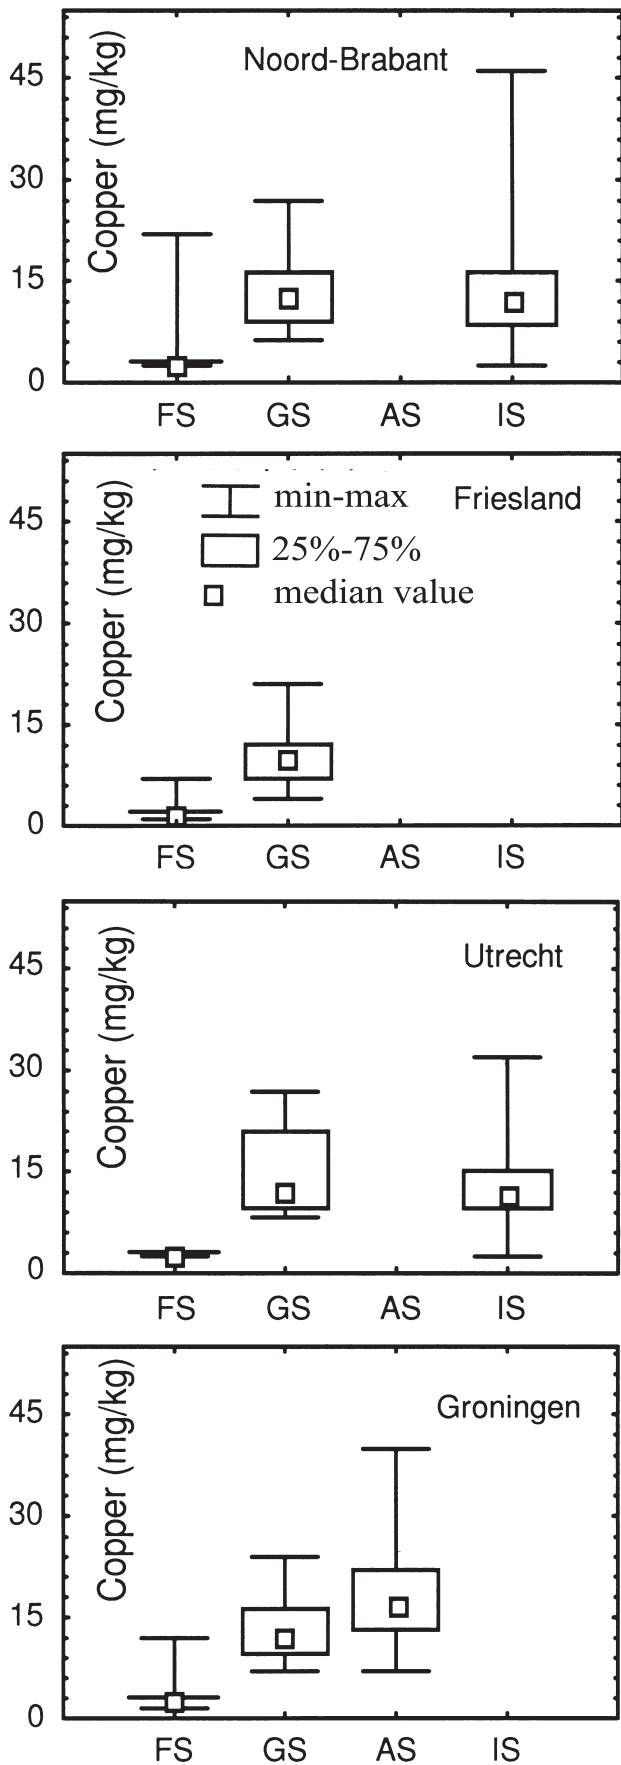 Noord-Brabant
Copper (mg/kg)
45
30
15
0
FS GS AS IS
Friesland
Copper (mg/kg)
min-max
25%-75%
median value
45
30
15
0
FS GS AS IS
Utrecht
Copper (mg/kg)
45
30
15
0
FS GS AS IS
Groningen
Copper (mg/kg)
45
30
15
0
FS GS AS IS